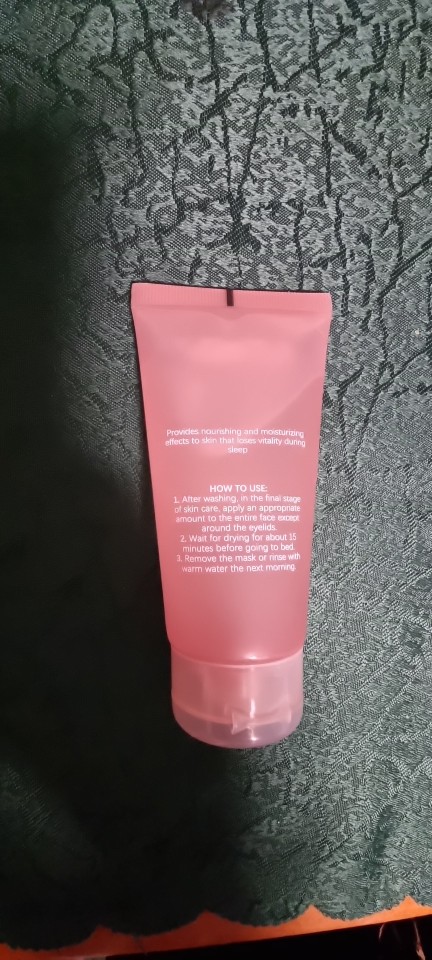 Provides nourishing and moisturizing
effects to skin that loses vitality during
sleep
HOW TO USE:
1. After washing, in the final stage
of skin care, apply an appropriate
amount to the entire face except
around the eyelids.
2. Wait for drying for about 15
minutes before going to bed.
3. Remove the mask or rinse with
warm water the next morning.